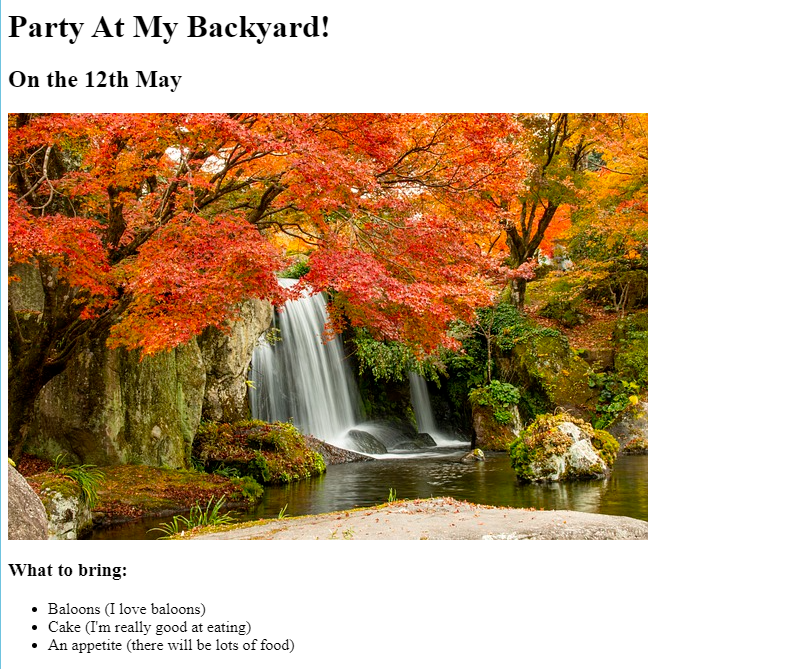 Party At My Backyard!
On the 12th May
What to bring:
Baloons (I love baloons)
Cake (I'm really good at eating)
An appetite (there will be lots of food)